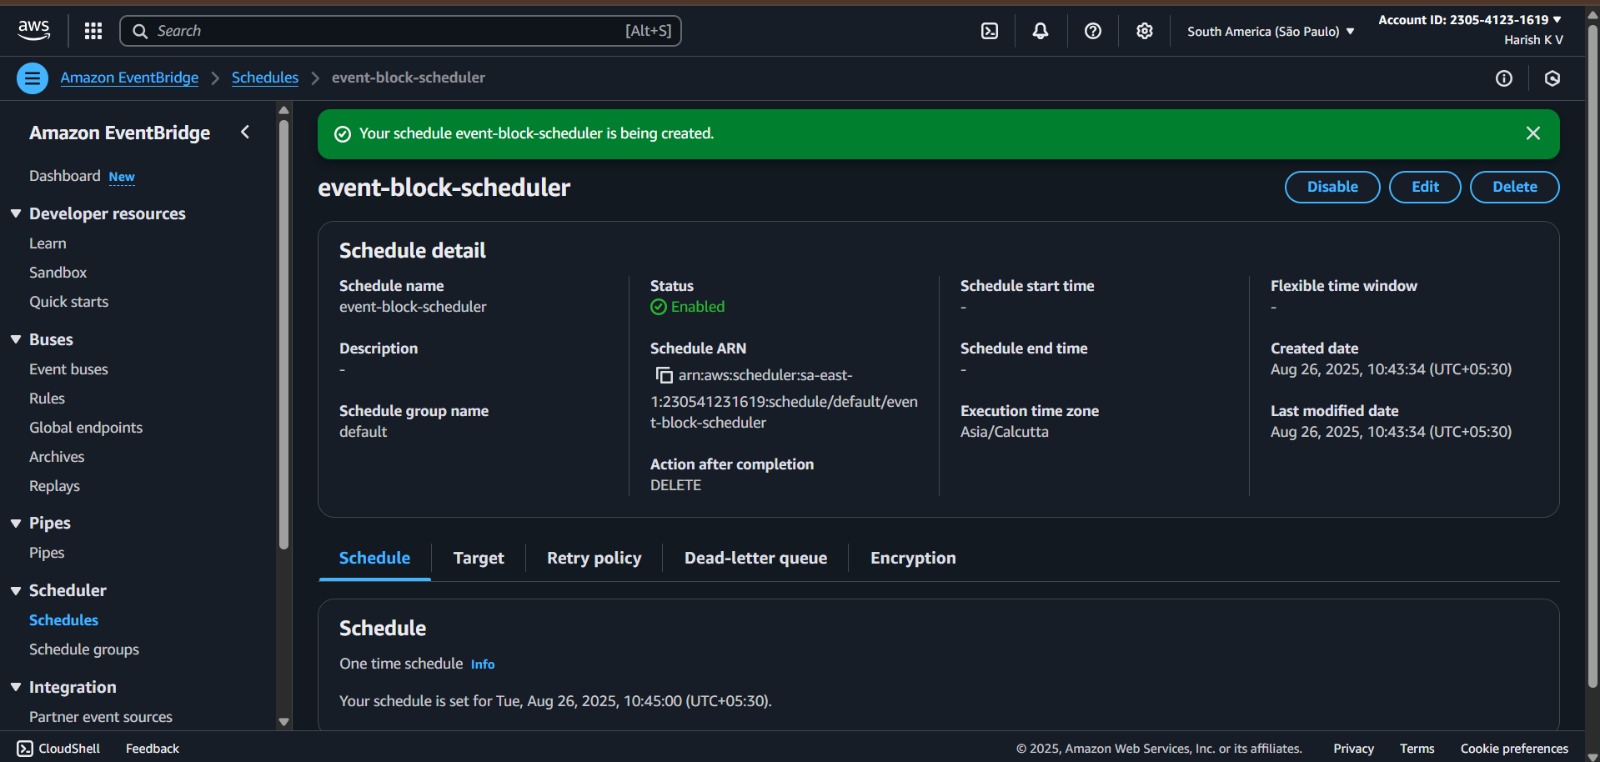 aws
Search
[Alt+S]
South America (São Paulo)
Account ID: 2305-4123-1619
Harish K V
Amazon EventBridge
Schedules
event-block-scheduler
Amazon EventBridge
Dashboard New
Developer resources
Learn
Sandbox
Quick starts
Buses
Event buses
Rules
Global endpoints
Archives
Replays
Pipes
Pipes
Scheduler
Schedules
Schedule groups
Integration
Partner event sources
Your schedule event-block-scheduler is being created.
event-block-scheduler
Disable
Edit
Delete
Schedule detail
Schedule name
event-block-scheduler
Description
-
Schedule group name
default
Status
Enabled
Schedule ARN
arn:aws:scheduler:sa-east-
1:230541231619:schedule/default/even
t-block-scheduler
Action after completion
DELETE
Schedule start time
-
Schedule end time
-
Execution time zone
Asia/Calcutta
Flexible time window
-
Created date
Aug 26, 2025, 10:43:34 (UTC+05:30)
Last modified date
Aug 26, 2025, 10:43:34 (UTC+05:30)
Schedule
Target
Retry policy
Dead-letter queue
Encryption
Schedule
One time schedule Info
Your schedule is set for Tue, Aug 26, 2025, 10:45:00 (UTC+05:30).
CloudShell
Feedback
© 2025, Amazon Web Services, Inc. or its affiliates.
Privacy
Terms
Cookie preferences